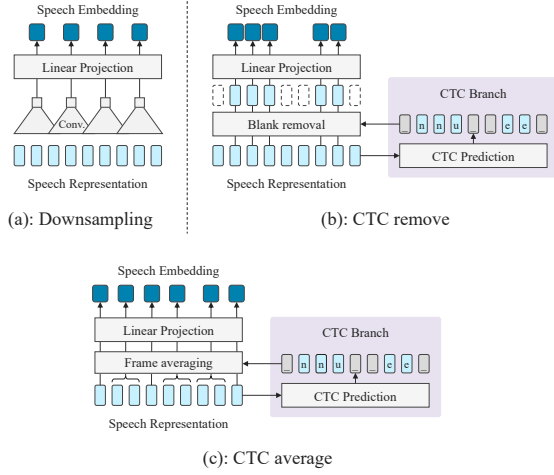 Speech Embedding
Linear Projection
Conv.
Speech Representation
(a): Downsampling
Speech Embedding
Linear Projection
Blank removal
Speech Representation
CTC Branch
_ n n u _ _ e e _
CTC Prediction
(b): CTC remove
Speech Embedding
Linear Projection
Frame averaging
Speech Representation
CTC Branch
_ n n u _ _ e e _
CTC Prediction
(c): CTC average